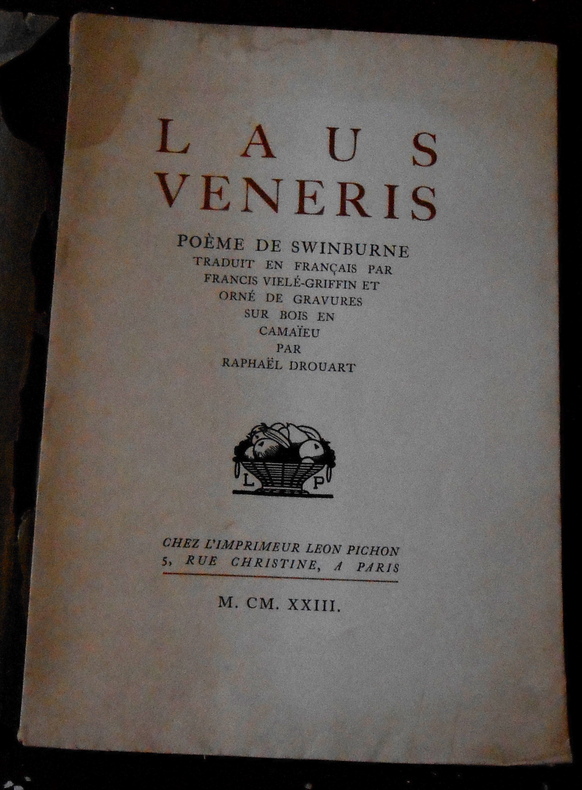 LAUS
VENERIS
POÈME DE SWINBURNE
TRADUIT EN FRANÇAIS PAR
FRANCIS VIELÉ-GRIFFIN ET
ORNÉ DE GRAVURES
SUR BOIS EN
CAMAÏEU
PAR
RAPHAËL DROUART
L P
CHEZ L'IMPRIMEUR LEON PICHON
5, RUE CHRISTINE, A PARIS
M. CM. XXIII.